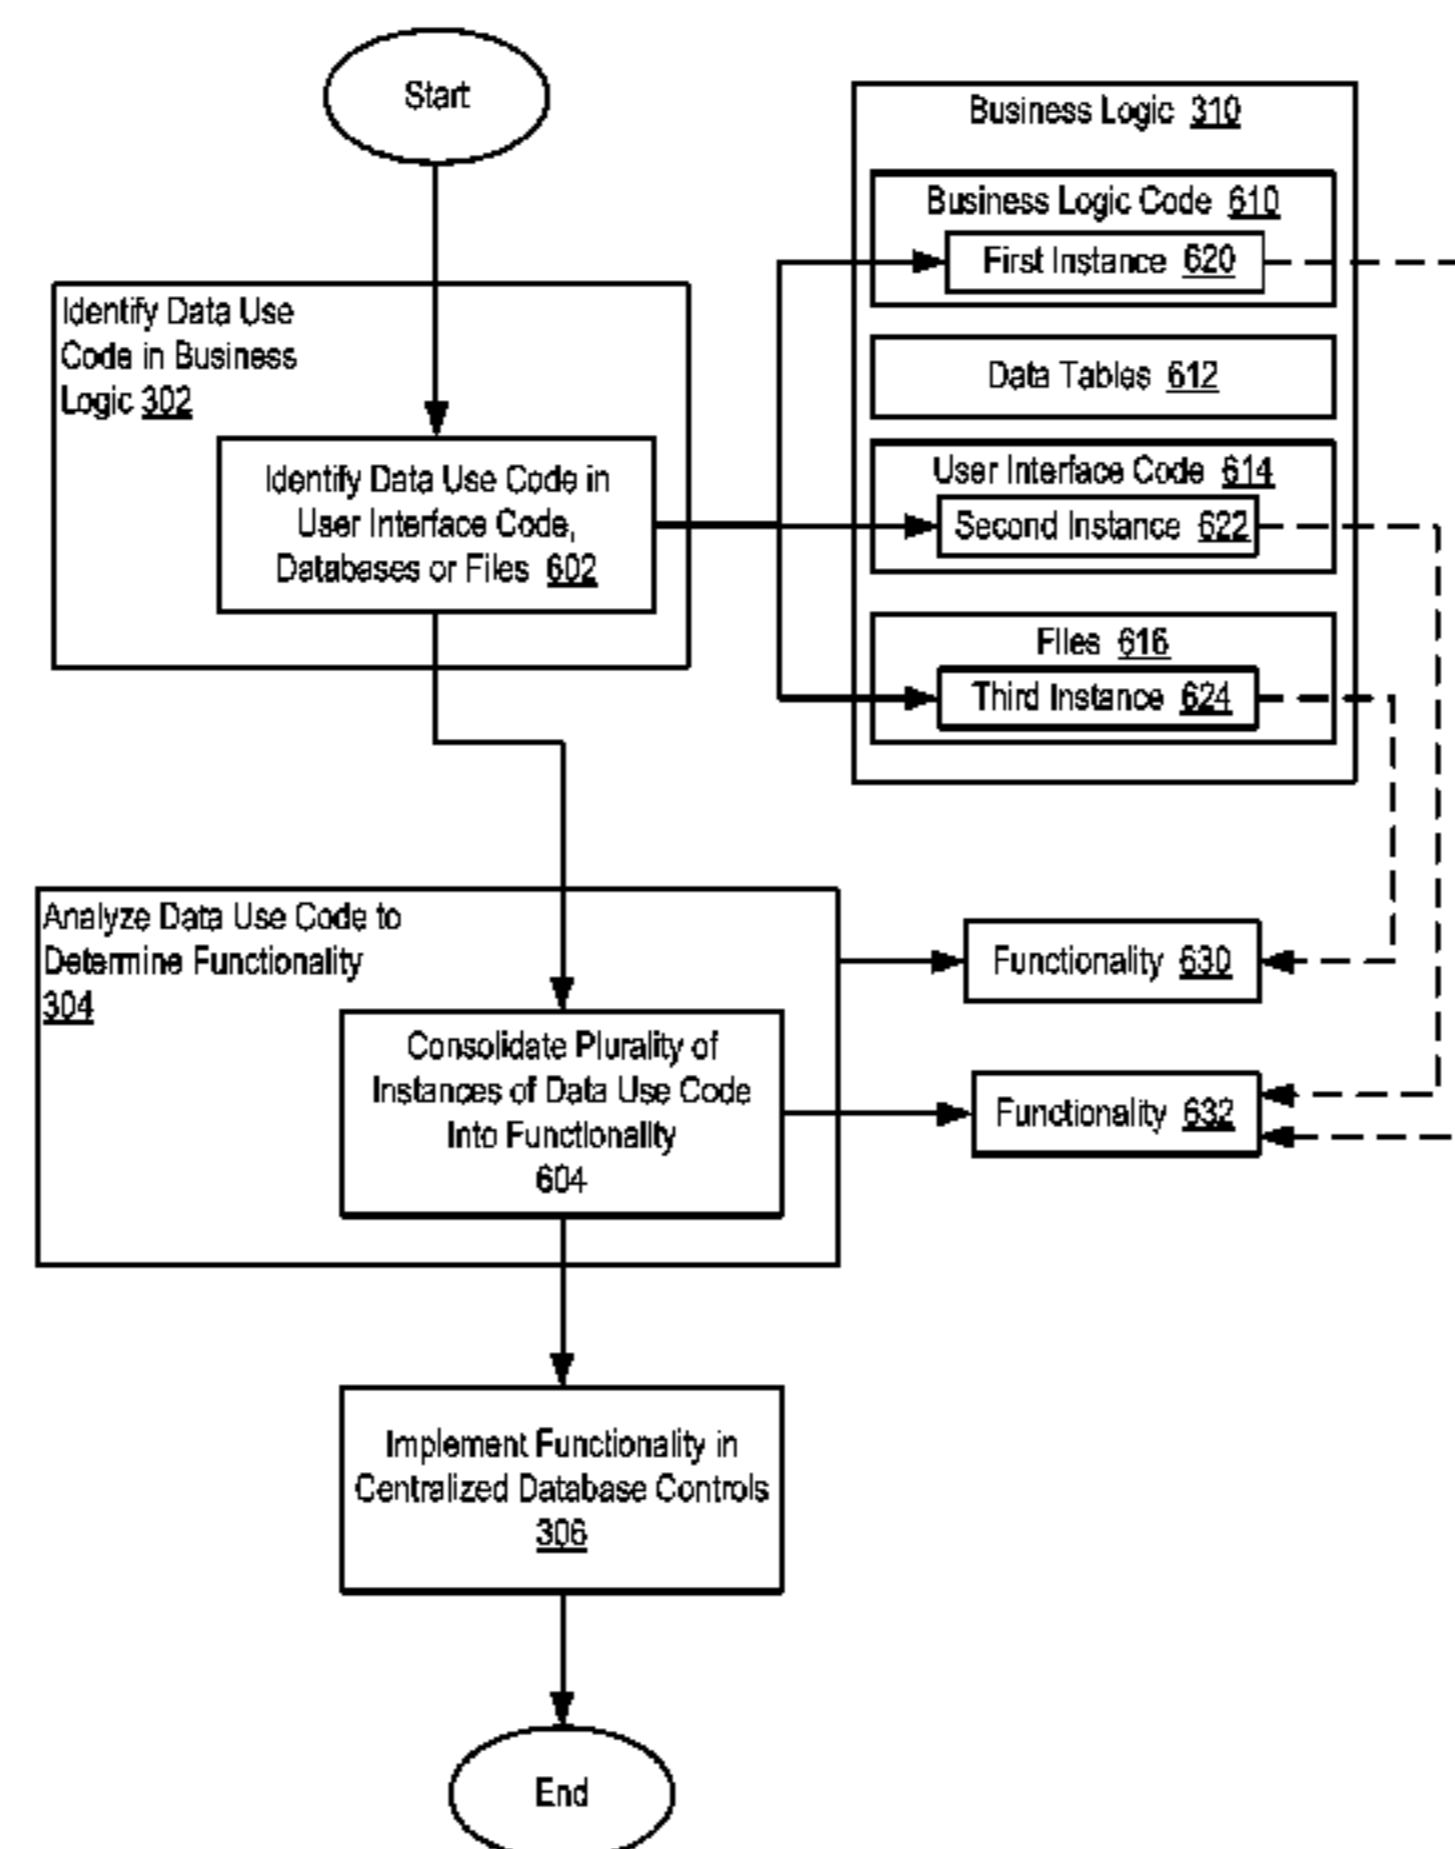 Start
Identify Data Use
Code in Business
Logic 302
Identify Data Use Code in
User Interface Code,
Databases or Files 602
Business Logic 310
Business Logic Code 610
First Instance 620
Data Tables 612
User Interface Code 614
Second Instance 622
Files 616
Third Instance 624
Analyze Data Use Code to
Determine Functionality
304
Consolidate Plurality of
Instances of Data Use Code
Into Functionality
604
Functionality 630
Functionality 632
Implement Functionality in
Centralized Database Controls
306
End